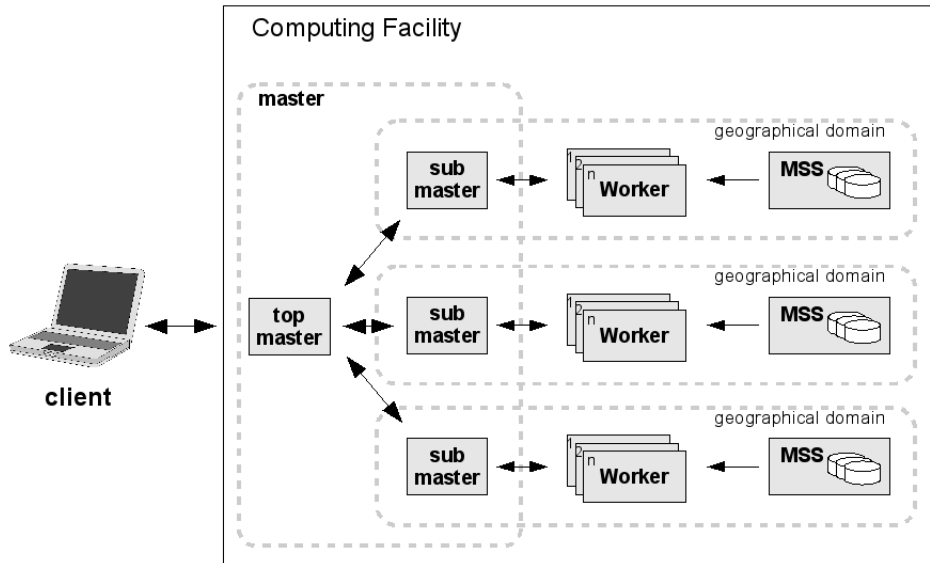 Computing Facility
master
geographical domain
sub
master
1
2
n
Worker
MSS
geographical domain
top
master
sub
master
1
2
n
Worker
MSS
client
geographical domain
sub
master
1
2
n
Worker
MSS